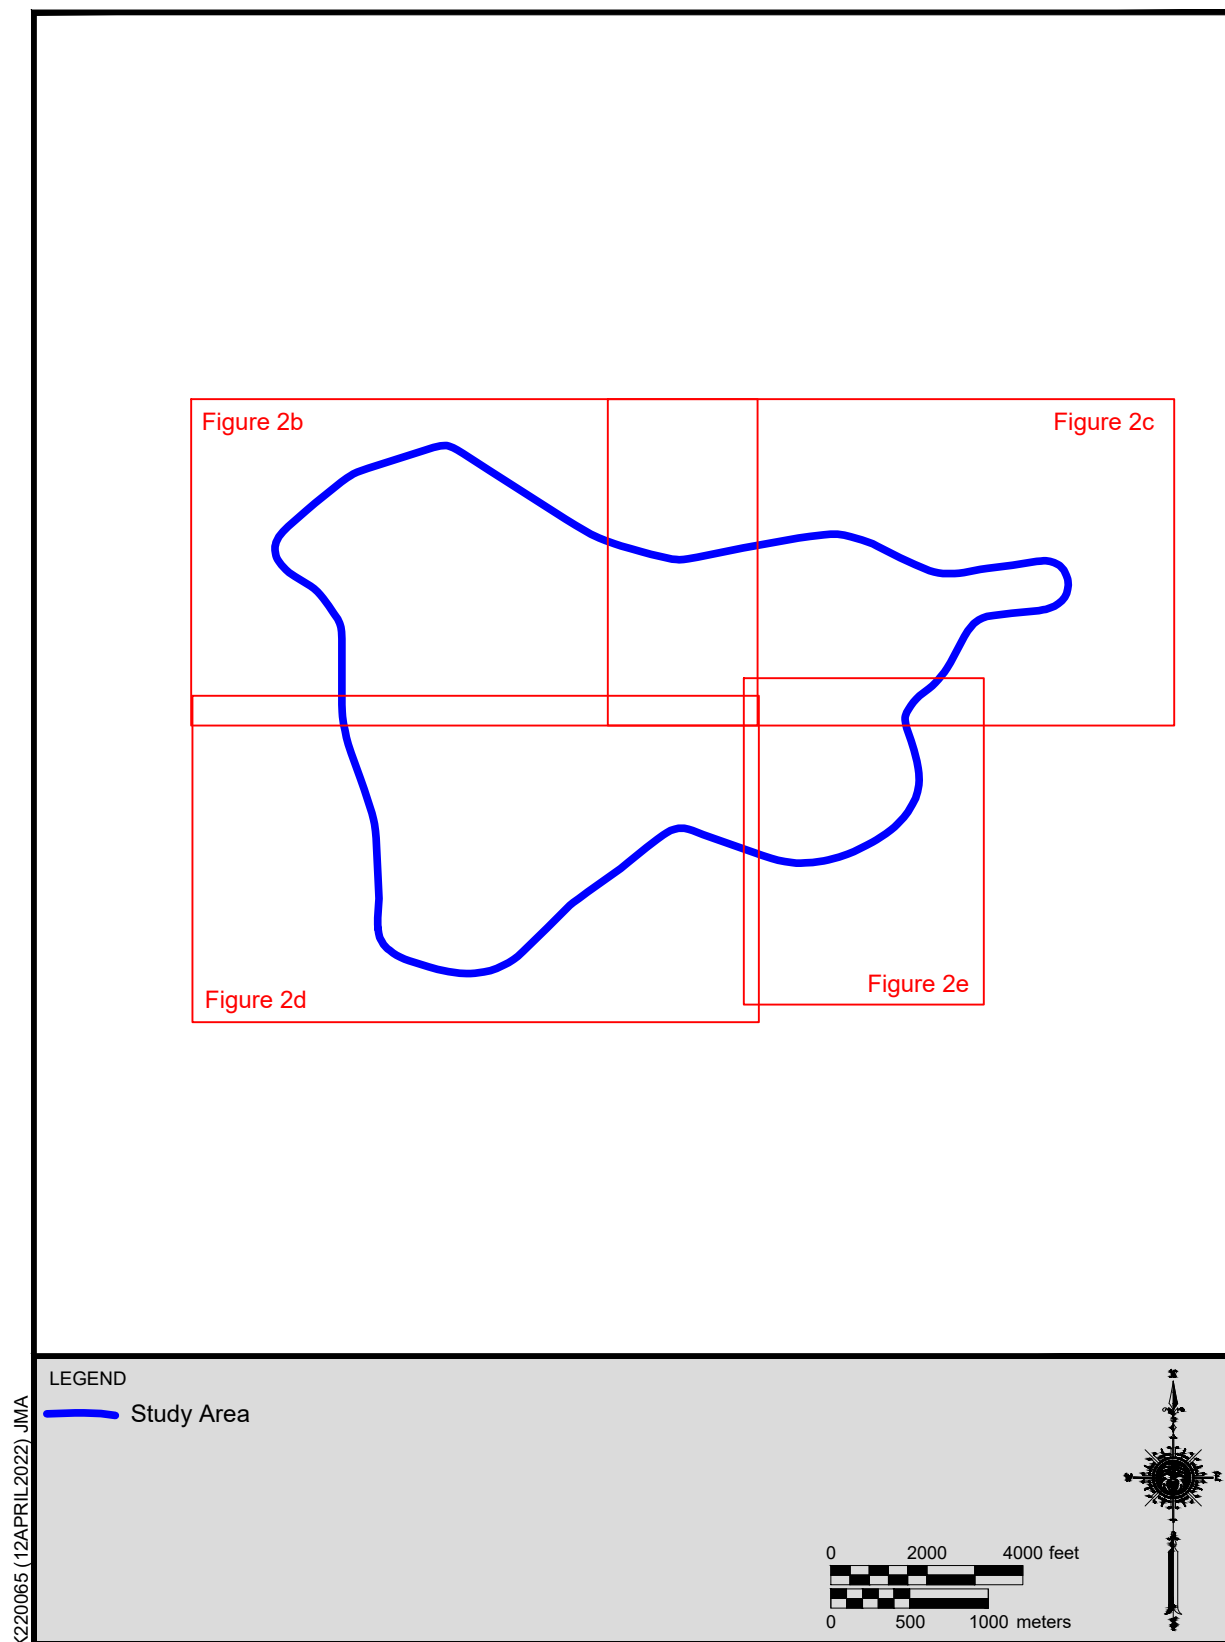 Figure 2b
Figure 2c
Figure 2d
Figure 2e
LEGEND
Study Area
0 2000 4000 feet
0 500 1000 meters
K220065 (12APRIL2022) JMA